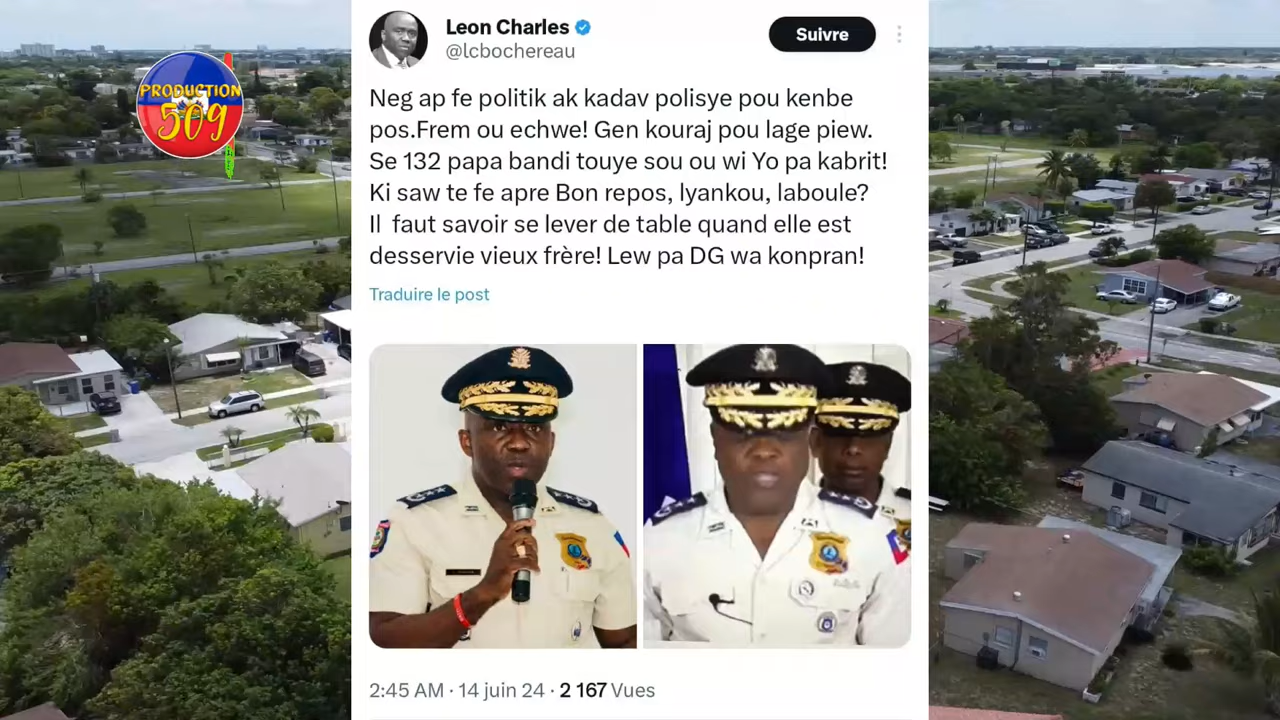 PRODUCTION
509
Leon Charles
@lcbochereau
Suivre
Neg ap fe politik ak kadav polisye pou kenbe
pos.Frem ou echwe! Gen kouraj pou lage piew.
Se 132 papa bandi touye sou ou wi Yo pa kabrit!
Ki saw te fe apre Bon repos, lyankou, laboule?
Il faut savoir se lever de table quand elle est
desservie vieux frère! Lew pa DG wa konpran!
Traduire le post
2:45 AM · 14 juin 24 · 2 167 Vues